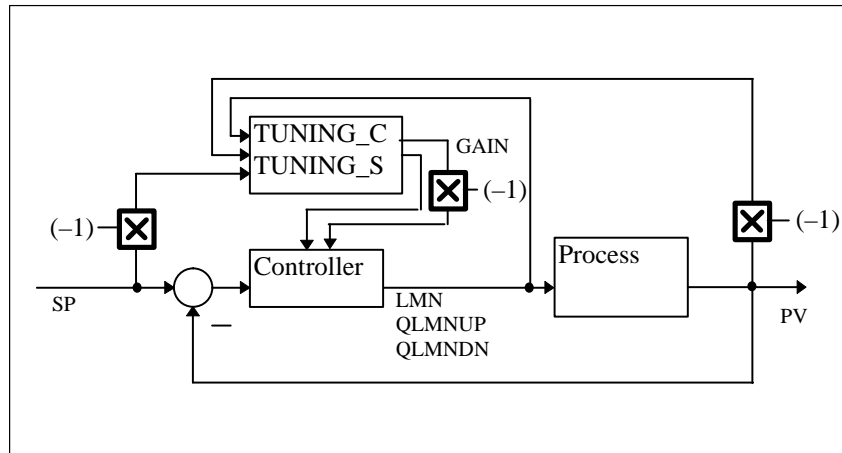 TUNING_C
TUNING_S
GAIN
(–1)
(–1)
(–1)
Controller
Process
SP
–
LMN
QLMNUP
QLMNDN
PV